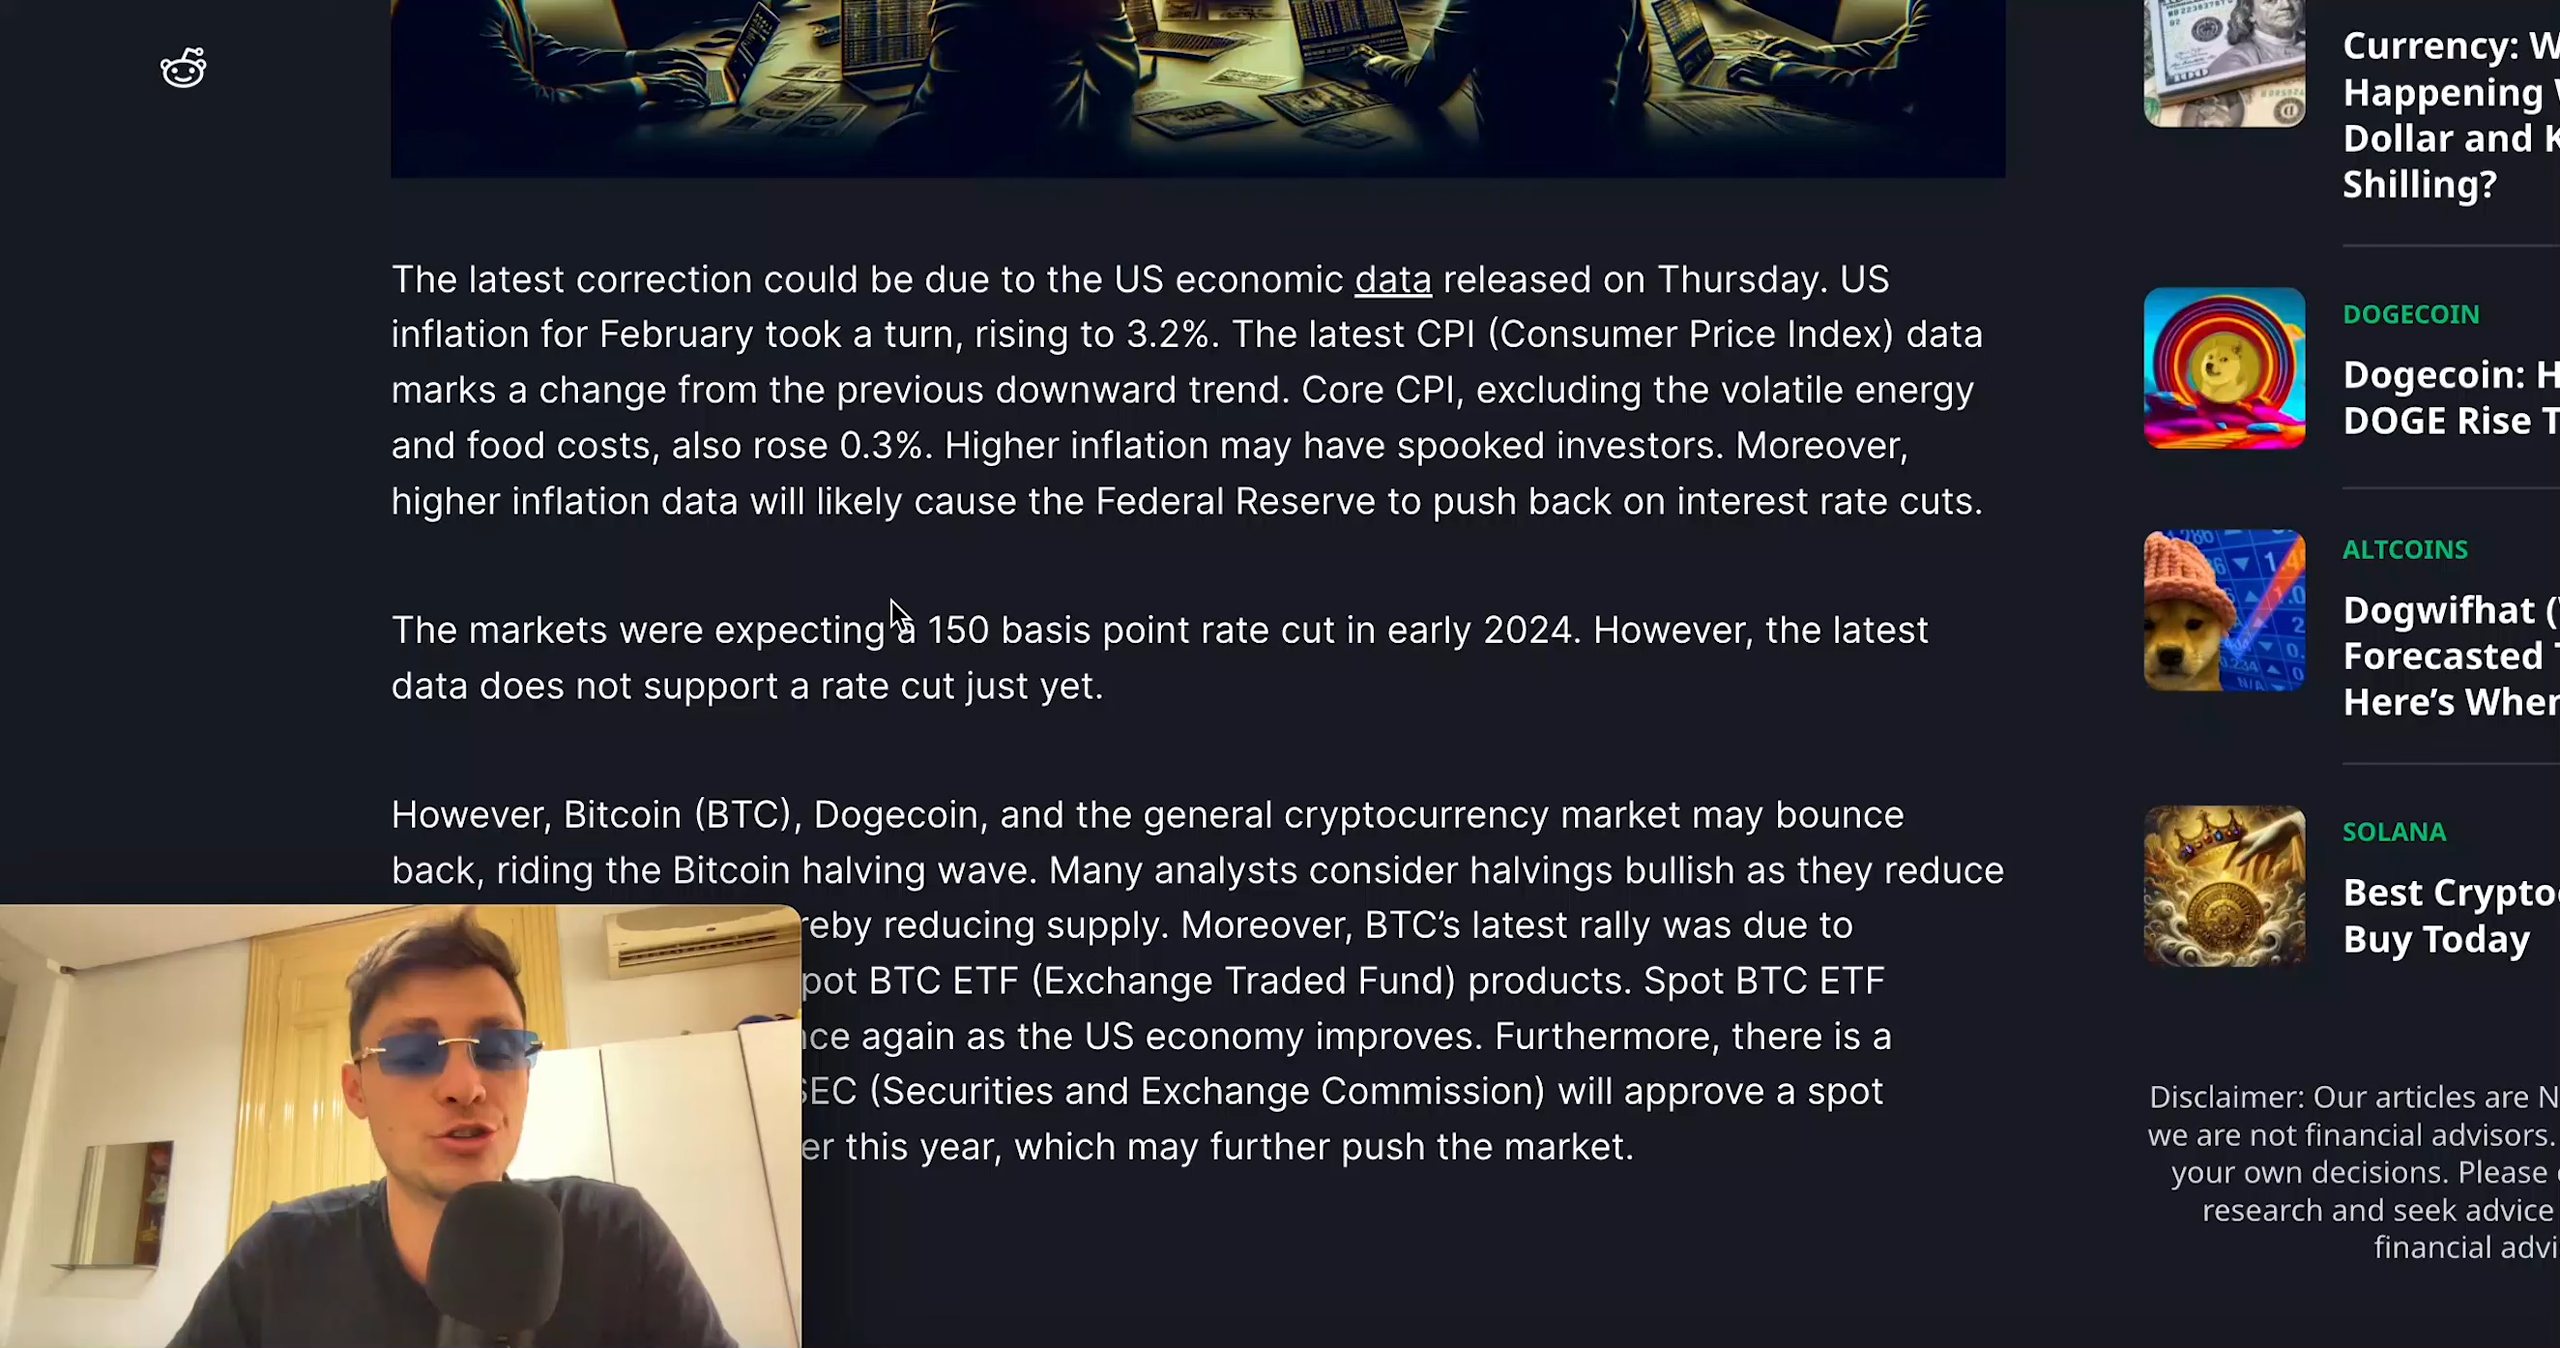 The latest correction could be due to the US economic data released on Thursday. US
inflation for February took a turn, rising to 3.2%. The latest CPI (Consumer Price Index) data
marks a change from the previous downward trend. Core CPI, excluding the volatile energy
and food costs, also rose 0.3%. Higher inflation may have spooked investors. Moreover,
higher inflation data will likely cause the Federal Reserve to push back on interest rate cuts.
The markets were expecting a 150 basis point rate cut in early 2024. However, the latest
data does not support a rate cut just yet.
However, Bitcoin (BTC), Dogecoin, and the general cryptocurrency market may bounce
back, riding the Bitcoin halving wave. Many analysts consider halvings bullish as they reduce
reby reducing supply. Moreover, BTC’s latest rally was due to
pot BTC ETF (Exchange Traded Fund) products. Spot BTC ETF
ce again as the US economy improves. Furthermore, there is a
SEC (Securities and Exchange Commission) will approve a spot
er this year, which may further push the market.
Currency: W
Happening
Dollar and K
Shilling?
DOGECOIN
Dogecoin: H
DOGE Rise T
ALTCOINS
Dogwifhat (
Forecasted
Here’s When
SOLANA
Best Crypto
Buy Today
Disclaimer: Our articles are N
we are not financial advisors.
your own decisions. Please
research and seek advice
financial advi